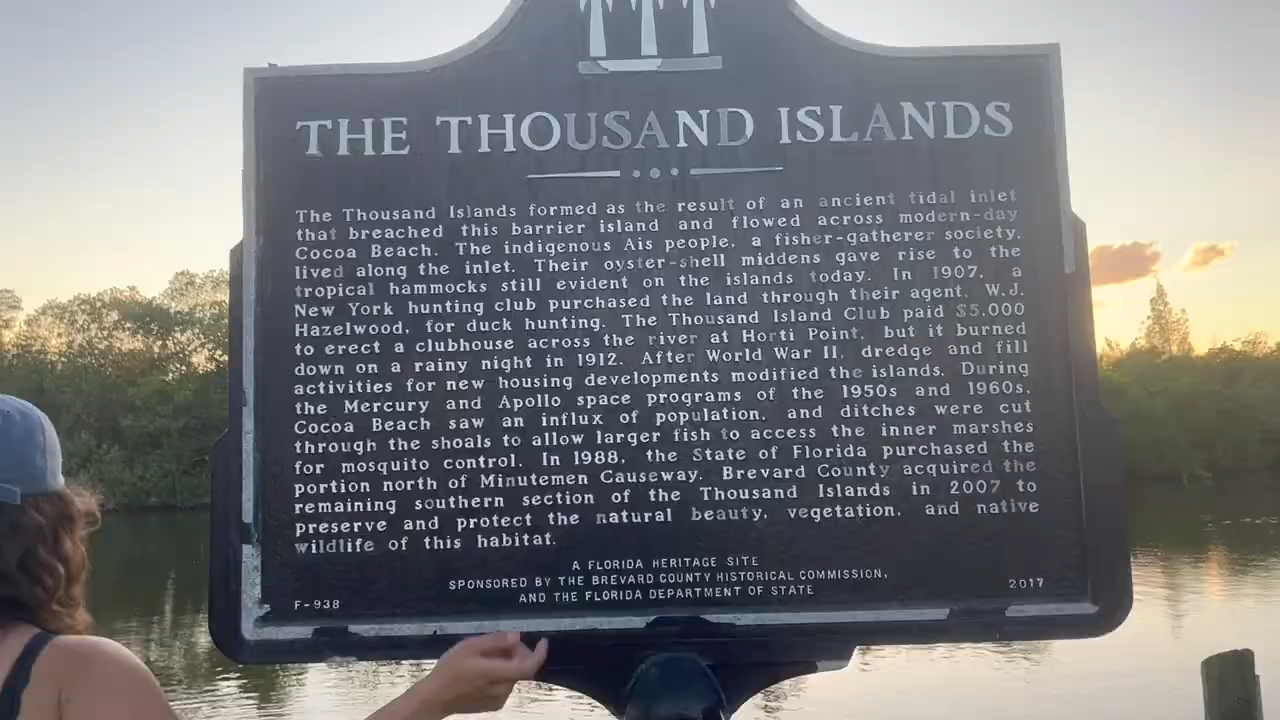 THE THOUSAND ISLANDS
The Thousand Islands formed as the result of an ancient tidal inlet
that breached this barrier island and flowed across modern-day
Cocoa Beach. The indigenous Ais people, a fisher-gatherer society,
lived along the inlet. Their oyster-shell middens gave rise to the
tropical hammocks still evident on the islands today. In 1907, a
New York hunting club purchased the land through their agent, W.J.
Hazelwood, for duck hunting. The Thousand Island Club paid $5,000
to erect a clubhouse across the river at Horti Point, but it burned
down on a rainy night in 1912. After World War II, dredge and fill
activities for new housing developments modified the islands. During
the Mercury and Apollo space programs of the 1950s and 1960s,
Cocoa Beach saw an influx of population, and ditches were cut
through the shoals to allow larger fish to access the inner marshes
for mosquito control. In 1988, the State of Florida purchased the
portion north of Minutemen Causeway. Brevard County acquired the
remaining southern section of the Thousand Islands in 2007 to
preserve and protect the natural beauty, vegetation, and native
wildlife of this habitat.
A FLORIDA HERITAGE SITE
SPONSORED BY THE BREVARD COUNTY HISTORICAL COMMISSION,
AND THE FLORIDA DEPARTMENT OF STATE
F-938
2017